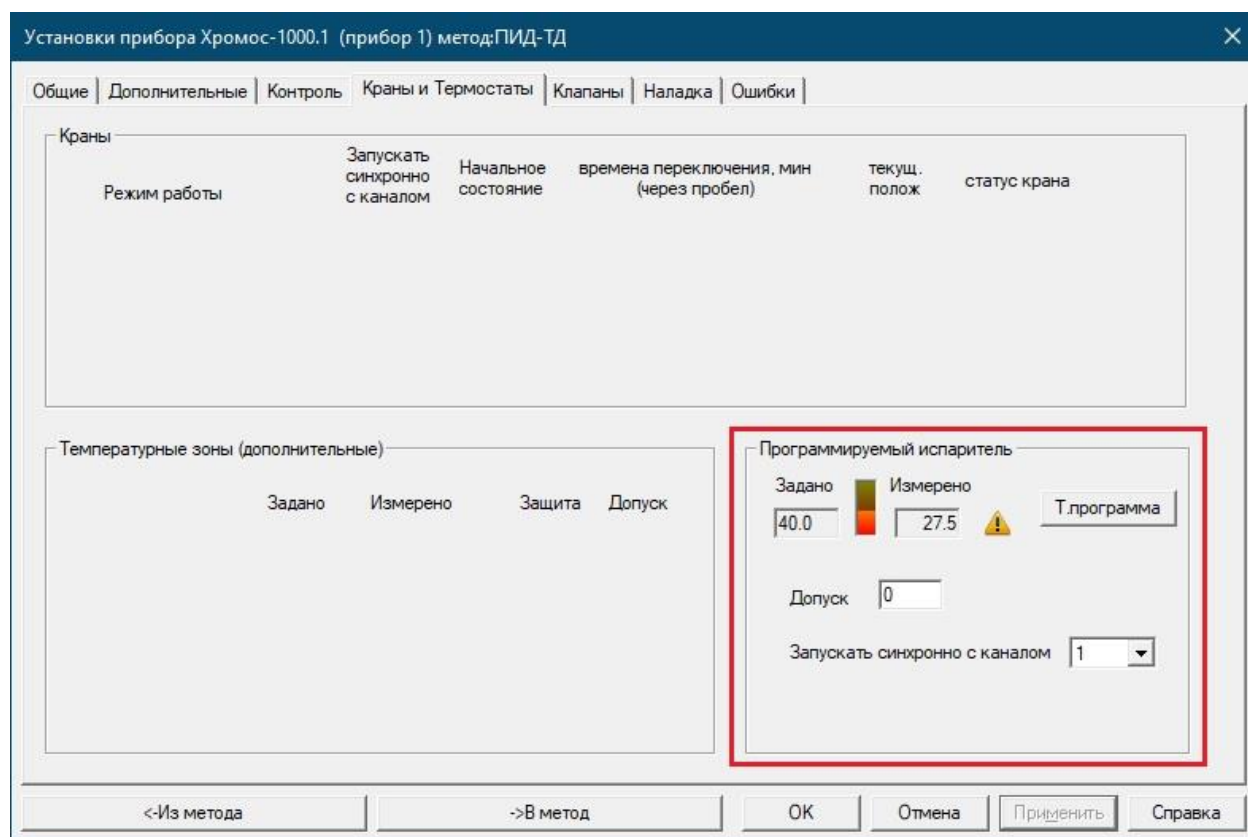 Установки прибора Хромос-1000.1 (прибор 1) метод:ПИД-ТД
Общие Дополнительные Контроль Краны и Термостаты Клапаны Наладка Ошибки
Краны
Режим работы
Запускать
синхронно
с каналом
Начальное
состояние
времена переключения, мин
(через пробел)
текущ.
полож
статус крана
Температурные зоны (дополнительные)
Задано Измерено Защита Допуск
Программируемый испаритель
Задано Измерено
40.0 27.5 Т.программа
Допуск 0
Запускать синхронно с каналом 1
<-Из метода ->В метод OK Отмена Применить Справка